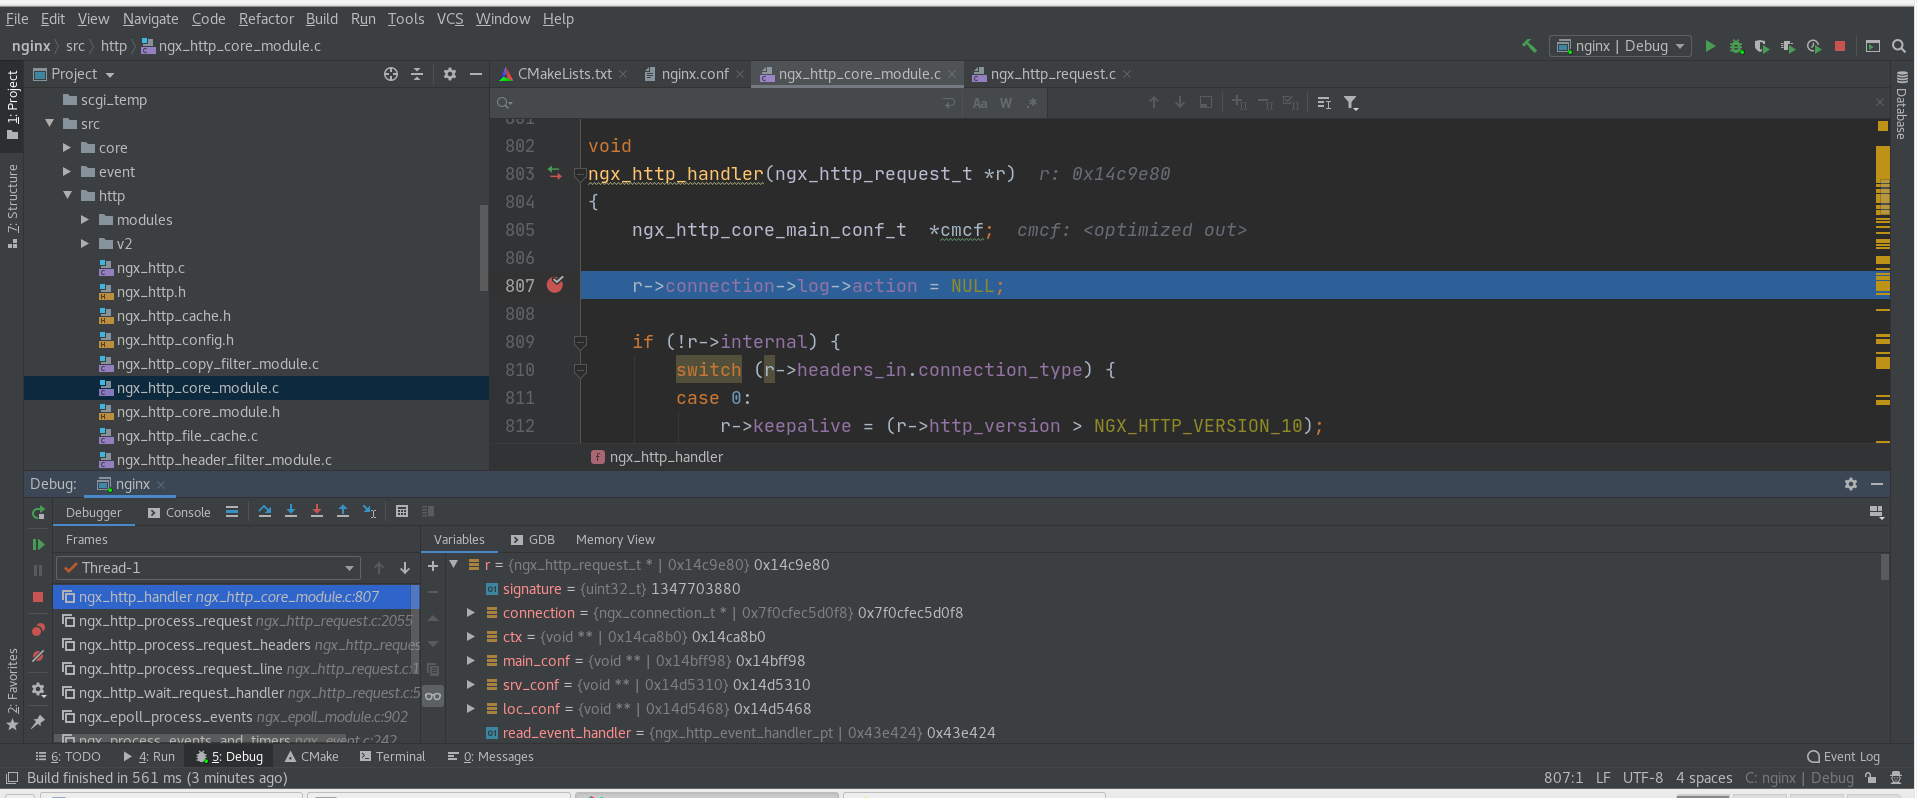 File Edit View Navigate Code Refactor Build Run Tools VCS Window Help
nginx src http ngx_http_core_module.c
nginx | Debug
1: Project
7: Structure
2: Favorites
Database
Project
scgi_temp
src
core
event
http
modules
v2
ngx_http.c
ngx_http.h
ngx_http_cache.h
ngx_http_config.h
ngx_http_copy_filter_module.c
ngx_http_core_module.c
ngx_http_core_module.h
ngx_http_file_cache.c
ngx_http_header_filter_module.c
CMakeLists.txt nginx.conf ngx_http_core_module.c ngx_http_request.c
Aa W .*
801
802 void
803 ngx_http_handler(ngx_http_request_t *r) r: 0x14c9e80
804 {
805 ngx_http_core_main_conf_t *cmcf; cmcf: <optimized out>
806
807 r->connection->log->action = NULL;
808
809 if (!r->internal) {
810 switch (r->headers_in.connection_type) {
811 case 0:
812 r->keepalive = (r->http_version > NGX_HTTP_VERSION_10);
f ngx_http_handler
Debug: nginx
Debugger Console
Frames
Thread-1
ngx_http_handler ngx_http_core_module.c:807
ngx_http_process_request ngx_http_request.c:2055
ngx_http_process_request_headers ngx_http_reques
ngx_http_process_request_line ngx_http_request.c:1
ngx_http_wait_request_handler ngx_http_request.c:5
ngx_epoll_process_events ngx_epoll_module.c:902
ngx_process_events_and_timers ngx_event.c:242
Variables GDB Memory View
r = {ngx_http_request_t * | 0x14c9e80} 0x14c9e80
signature = {uint32_t} 1347703880
connection = {ngx_connection_t * | 0x7f0cfec5d0f8} 0x7f0cfec5d0f8
ctx = {void ** | 0x14ca8b0} 0x14ca8b0
main_conf = {void ** | 0x14bff98} 0x14bff98
srv_conf = {void ** | 0x14d5310} 0x14d5310
loc_conf = {void ** | 0x14d5468} 0x14d5468
read_event_handler = {ngx_http_event_handler_pt | 0x43e424} 0x43e424
6: TODO 4: Run 5: Debug CMake Terminal 0: Messages Event Log
Build finished in 561 ms (3 minutes ago) 807:1 LF UTF-8 4 spaces C: nginx | Debug